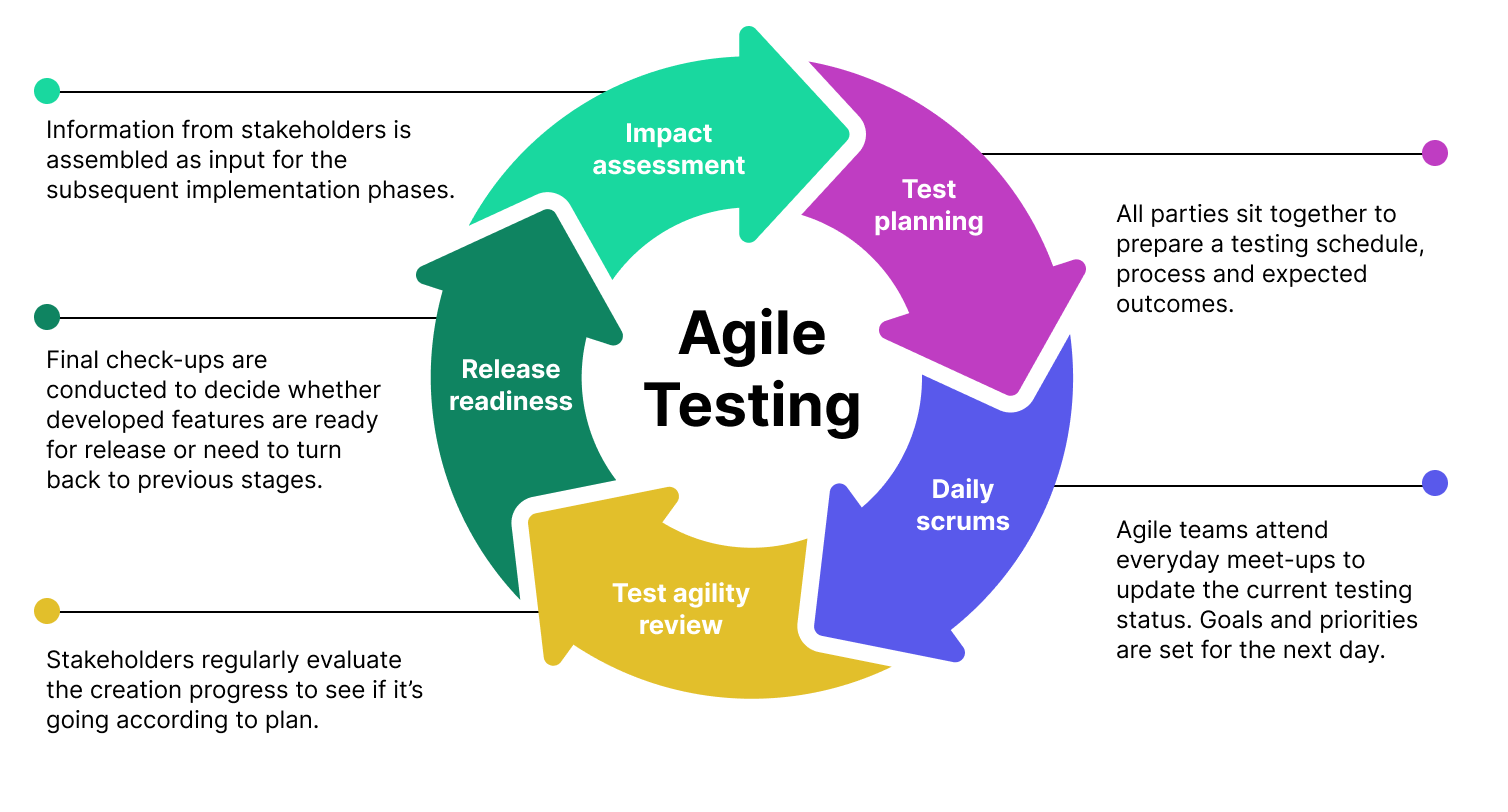 Impact
assessment
Information from stakeholders is
assembled as input for the
subsequent implementation phases.
Test
planning
All parties sit together to
prepare a testing schedule,
process and expected
outcomes.
Agile
Testing
Release
readiness
Final check-ups are
conducted to decide whether
developed features are ready
for release or need to turn
back to previous stages.
Daily
scrums
Agile teams attend
everyday meet-ups to
update the current testing
status. Goals and priorities
are set for the next day.
Test agility
review
Stakeholders regularly evaluate
the creation progress to see if it’s
going according to plan.